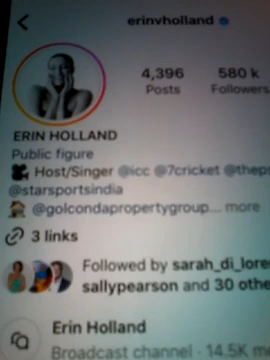 erinvholland
4,396 580 k
Posts Followers
ERIN HOLLAND
Public figure
Host/Singer @icc @7cricket @thep
@starsportsindia
@golcondapropertygroup.... more
3 links
Followed by sarah_di_lore
sallypearson and 30 othe
Erin Holland
Broadcast channel · 14.5K m